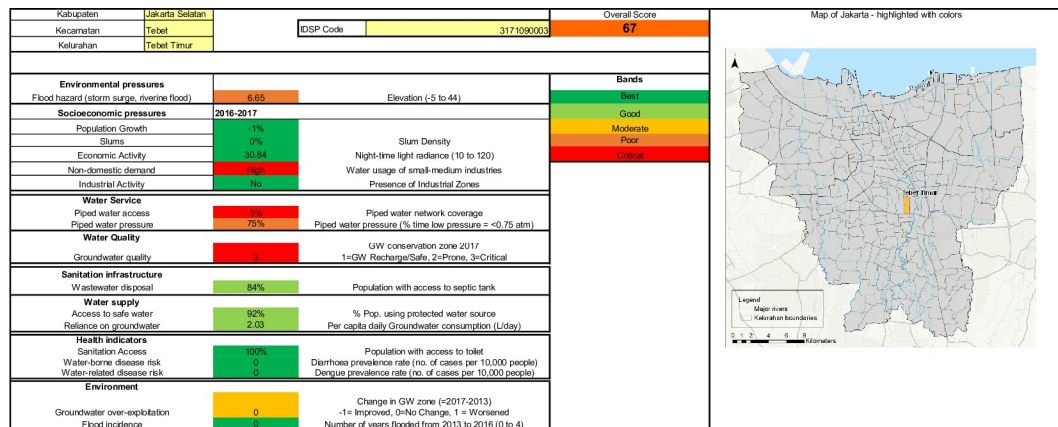 Kabupaten Jakarta Selatan Overall Score Map of Jakarta - highlighted with colors
Kecamatan Tebet IDSP Code 3171090003 67
Kelurahan Tebet Timur
Environmental pressures Bands
Flood hazard (storm surge, riverine flood) 6.65 Elevation (-5 to 44) Best
Socioeconomic pressures 2016-2017 Good
Population Growth -1% Moderate
Slums 0% Slum Density Poor
Economic Activity 30.84 Night-time light radiance (10 to 120) Critical
Non-domestic demand High Water usage of small-medium industries
Industrial Activity No Presence of Industrial Zones
Water Service
Piped water access 5% Piped water network coverage
Piped water pressure 75% Piped water pressure (% time low pressure = <0.75 atm)
Water Quality
GW conservation zone 2017
Groundwater quality 3 1=GW Recharge/Safe, 2=Prone, 3=Critical
Sanitation infrastructure
Wastewater disposal 84% Population with access to septic tank
Water supply
Access to safe water 92% % Pop. using protected water source
Reliance on groundwater 2.03 Per capita daily Groundwater consumption (L/day)
Health indicators
Sanitation Access 100% Population with access to toilet
Water-borne disease risk 0 Diarrhoea prevalence rate (no. of cases per 10,000 people)
Water-related disease risk 0 Dengue prevalence rate (no. of cases per 10,000 people)
Environment
Change in GW zone (=2017-2013)
Groundwater over-exploitation 0 -1= Improved, 0=No Change, 1 = Worsened
Flood incidence 0 Number of years flooded from 2013 to 2016 (0 to 4)
Tebet Timur
Legend
Major rivers
Kelurahan boundaries
0 1 2 4 6 8
Kilometers